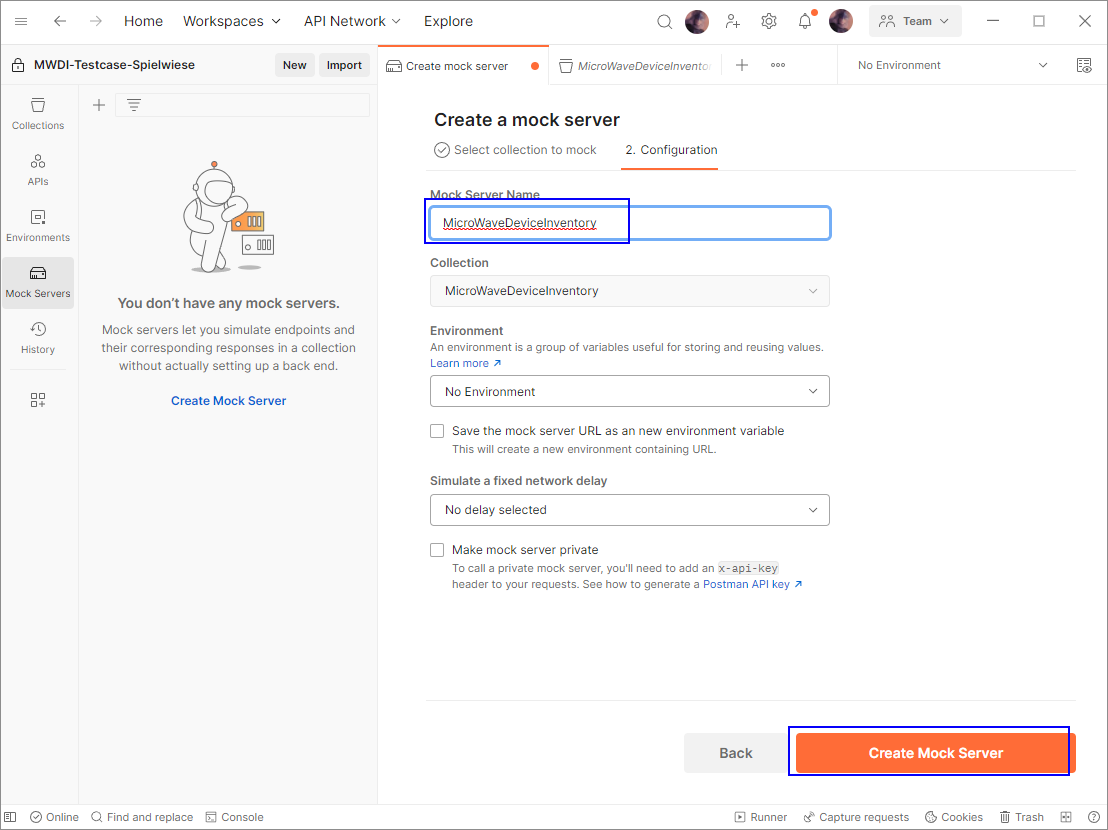 Home Workspaces API Network Explore Team
MWDI-Testcase-Spielwiese New Import
Create mock server MicroWaveDeviceInvento No Environment
Collections
APIs
Environments
Mock Servers
History
You don’t have any mock servers.
Mock servers let you simulate endpoints and
their corresponding responses in a collection
without actually setting up a back end.
Create Mock Server
Create a mock server
Select collection to mock 2. Configuration
Mock Server Name
MicroWaveDeviceInventory
Collection
MicroWaveDeviceInventory
Environment
An environment is a group of variables useful for storing and reusing values.
Learn more ↗
No Environment
Save the mock server URL as an new environment variable
This will create a new environment containing URL.
Simulate a fixed network delay
No delay selected
Make mock server private
To call a private mock server, you'll need to add an x-api-key
header to your requests. See how to generate a Postman API key ↗
Back Create Mock Server
Online Find and replace Console Runner Capture requests Cookies Trash